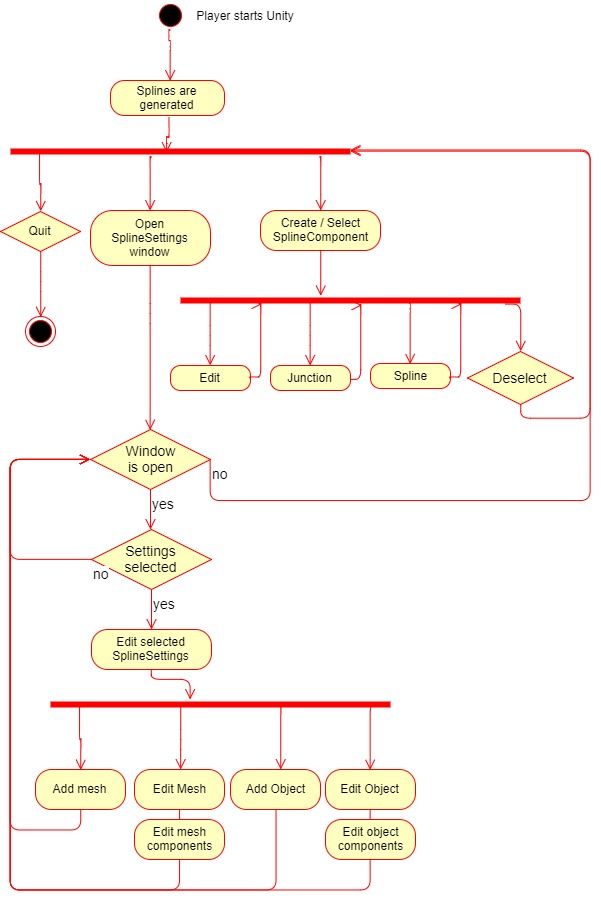 Player starts Unity
Splines are
generated
Quit
Open
SplineSettings
window
Create / Select
SplineComponent
Edit
Junction
Spline
Deselect
Window
is open
no
yes
Settings
selected
no
yes
Edit selected
SplineSettings
Add mesh
Edit Mesh
Add Object
Edit Object
Edit mesh
components
Edit object
components